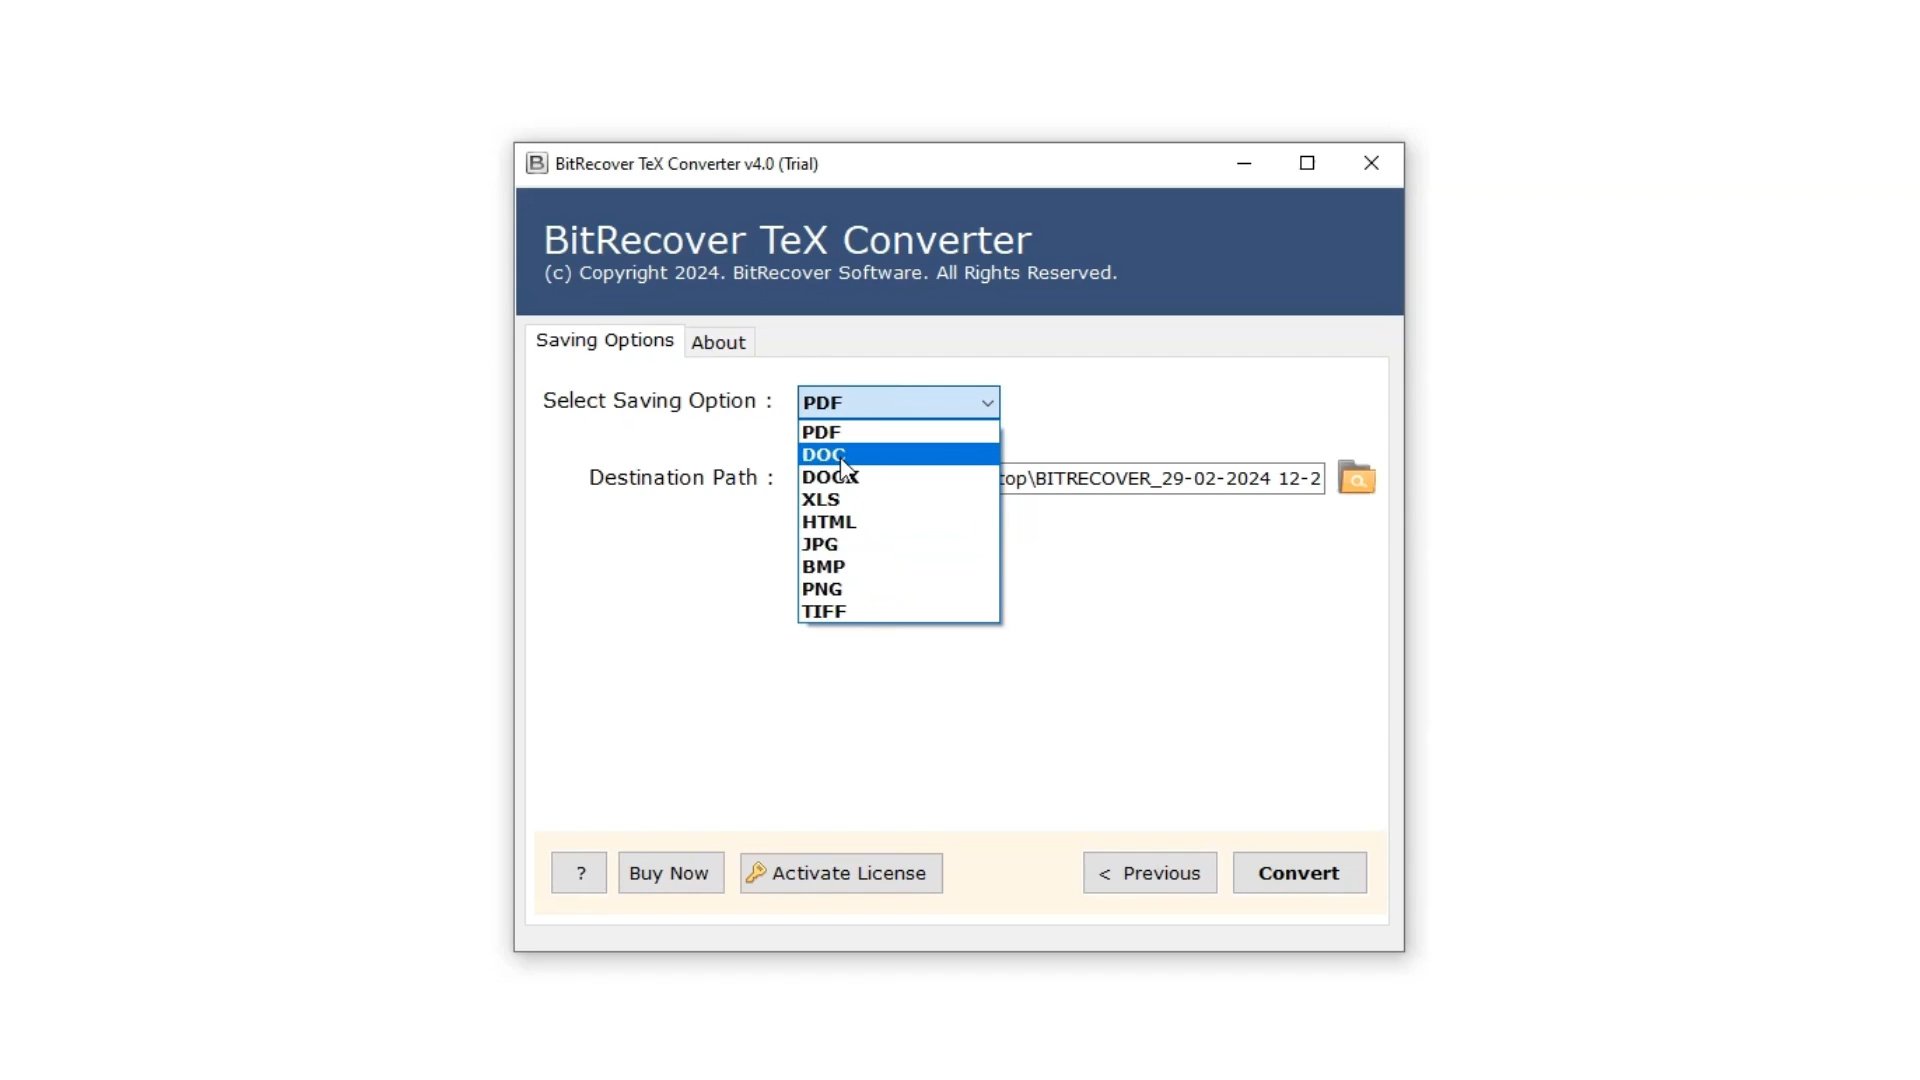 BitRecover TeX Converter v4.0 (Trial)
BitRecover TeX Converter
(c) Copyright 2024. BitRecover Software. All Rights Reserved.
Saving Options
About
Select Saving Option :
PDF
PDF
DOC
DOCX
XLS
HTML
JPG
BMP
PNG
TIFF
Destination Path :
top\BITRECOVER_29-02-2024 12-2
?
Buy Now
Activate License
< Previous
Convert